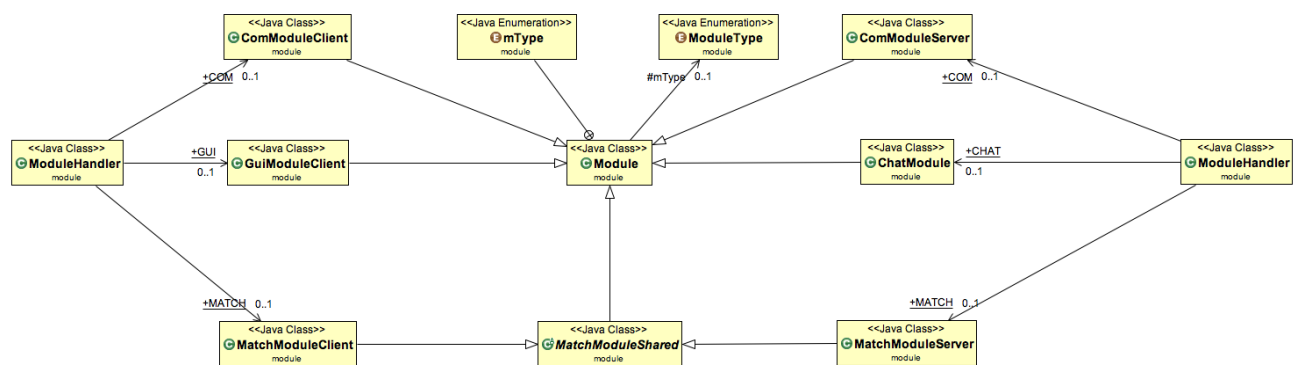 <<Java Class>>
ComModuleClient
module
<<Java Enumeration>>
mType
module
<<Java Enumeration>>
ModuleType
module
<<Java Class>>
ComModuleServer
module
+COM 0..1
#mType 0..1
+COM 0..1
<<Java Class>>
ModuleHandler
module
+GUI
0..1
<<Java Class>>
GuiModuleClient
module
<<Java Class>>
Module
module
<<Java Class>>
ChatModule
module
+CHAT
0..1
<<Java Class>>
ModuleHandler
module
+MATCH 0..1
+MATCH 0..1
<<Java Class>>
MatchModuleClient
module
<<Java Class>>
MatchModuleShared
module
<<Java Class>>
MatchModuleServer
module